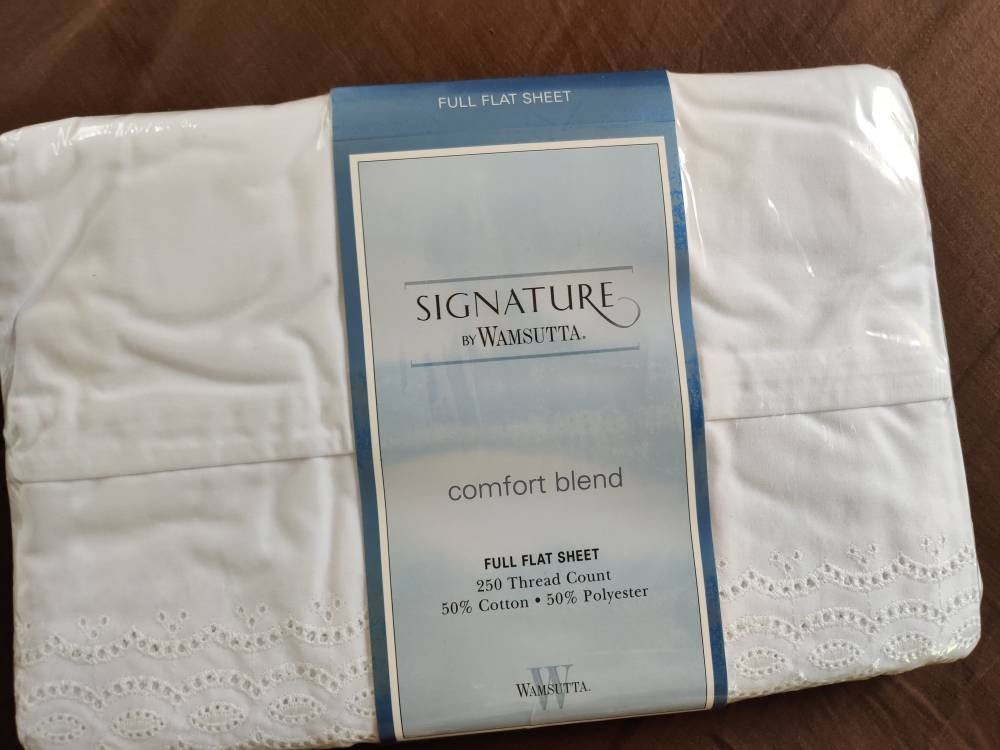 FULL FLAT SHEET
SIGNATURE
BY WAMSUTTA®
comfort blend
FULL FLAT SHEET
250 Thread Count
50% Cotton • 50% Polyester
W
WAMSUTTA.